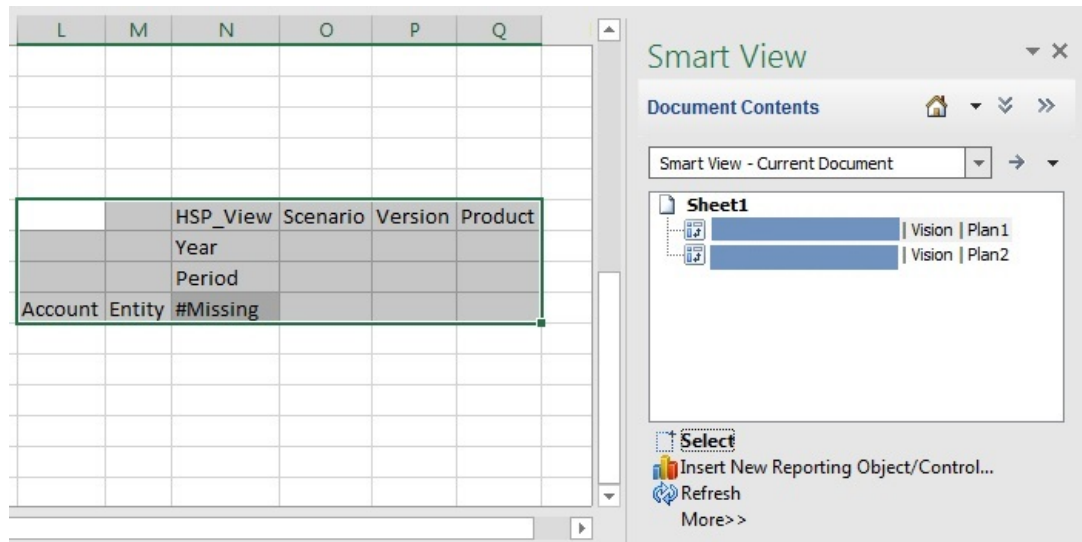 L M N O P Q
HSP_View Scenario Version Product
Year
Period
Account Entity #Missing
Smart View
Document Contents
Smart View - Current Document
Sheet1
| Vision | Plan1
| Vision | Plan2
Select
Insert New Reporting Object/Control...
Refresh
More>>